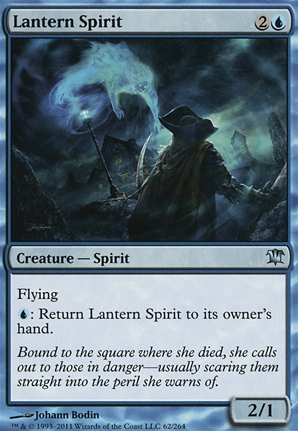 Lantern Spirit 2
Creature — Spirit
Flying
: Return Lantern Spirit to its owner's
hand.
Bound to the square where she died, she calls
out to those in danger—usually scaring them
straight into the peril she warns of.
Johann Bodin
™ & © 1993–2011 Wizards of the Coast LLC 62/264
2/1